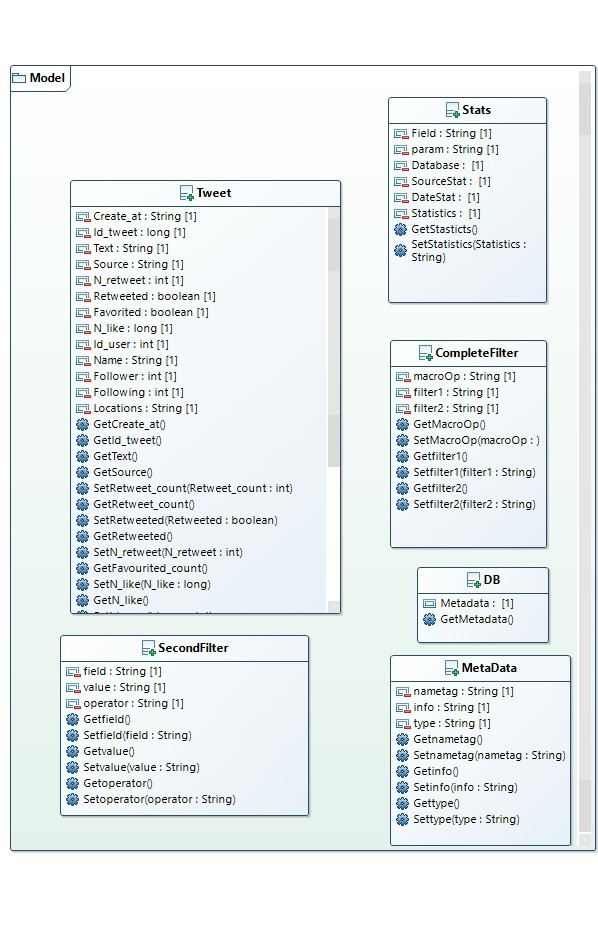 Model
Stats
Field : String [1]
param : String [1]
Database :  [1]
SourceStat :  [1]
DateStat :  [1]
Statistics :  [1]
GetStasticts()
SetStatistics(Statistics :
String)
Tweet
Create_at : String [1]
Id_tweet : long [1]
Text : String [1]
Source : String [1]
N_retweet : int [1]
Retweeted : boolean [1]
Favorited : boolean [1]
N_like : long [1]
Id_user : int [1]
Name : String [1]
Follower : int [1]
Following : int [1]
Locations : String [1]
GetCreate_at()
GetId_tweet()
GetText()
GetSource()
SetRetweet_count(Retweet_count : int)
GetRetweet_count()
SetRetweeted(Retweeted : boolean)
GetRetweeted()
SetN_retweet(N_retweet : int)
GetFavourited_count()
SetN_like(N_like : long)
GetN_like()
CompleteFilter
macroOp : String [1]
filter1 : String [1]
filter2 : String [1]
GetMacroOp()
SetMacroOp(macroOp : )
Getfilter1()
Setfilter1(filter1 : String)
Getfilter2()
Setfilter2(filter2 : String)
DB
Metadata :  [1]
GetMetadata()
SecondFilter
field : String [1]
value : String [1]
operator : String [1]
Getfield()
Setfield(field : String)
Getvalue()
Setvalue(value : String)
Getoperator()
Setoperator(operator : String)
MetaData
nametag : String [1]
info : String [1]
type : String [1]
Getnametag()
Setnametag(nametag : String)
Getinfo()
Setinfo(info : String)
Gettype()
Settype(type : String)